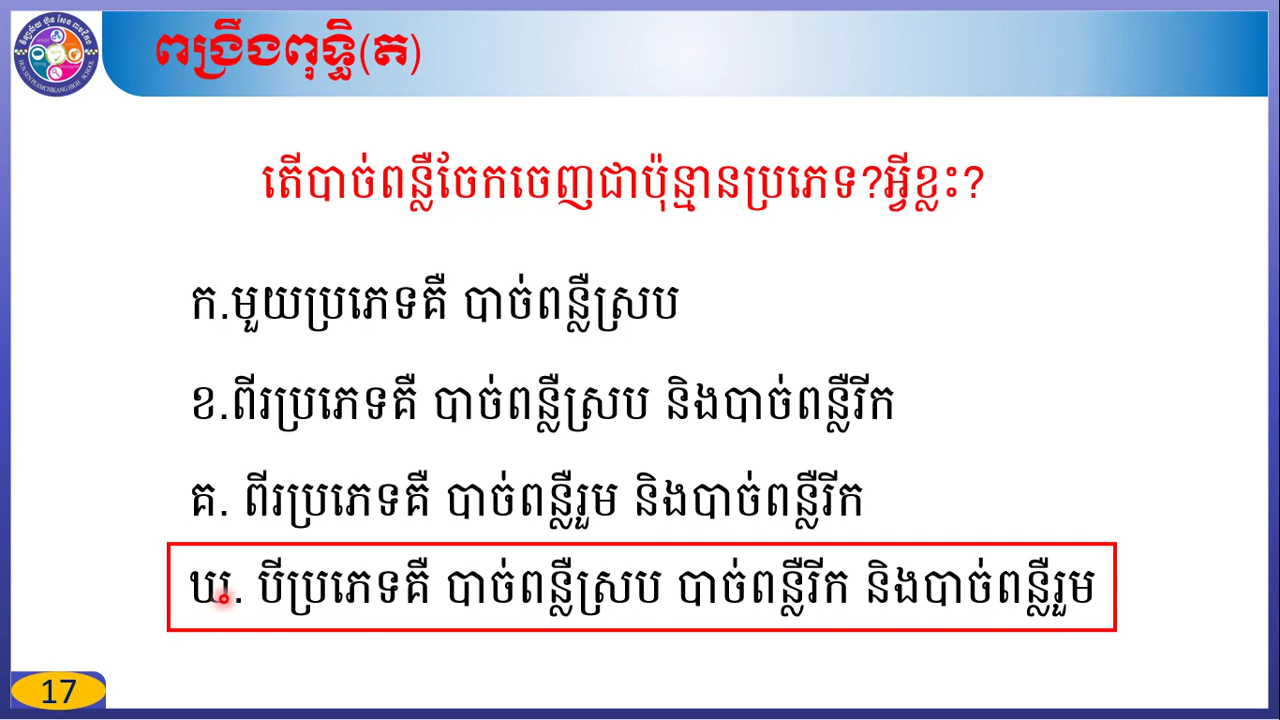 ពង្រឹងពុទ្ធិ(ត)
តើបាច់ពន្លឺចែកចេញជាប៉ុន្មានប្រភេទ?អ្វីខ្លះ?
ក.មួយប្រភេទគឺ បាច់ពន្លឺស្រប
ខ.ពីរប្រភេទគឺ បាច់ពន្លឺស្រប និងបាច់ពន្លឺរីក
គ. ពីរប្រភេទគឺ បាច់ពន្លឺរួម និងបាច់ពន្លឺរីក
ឃ. បីប្រភេទគឺ បាច់ពន្លឺស្រប បាច់ពន្លឺរីក និងបាច់ពន្លឺរួម
17